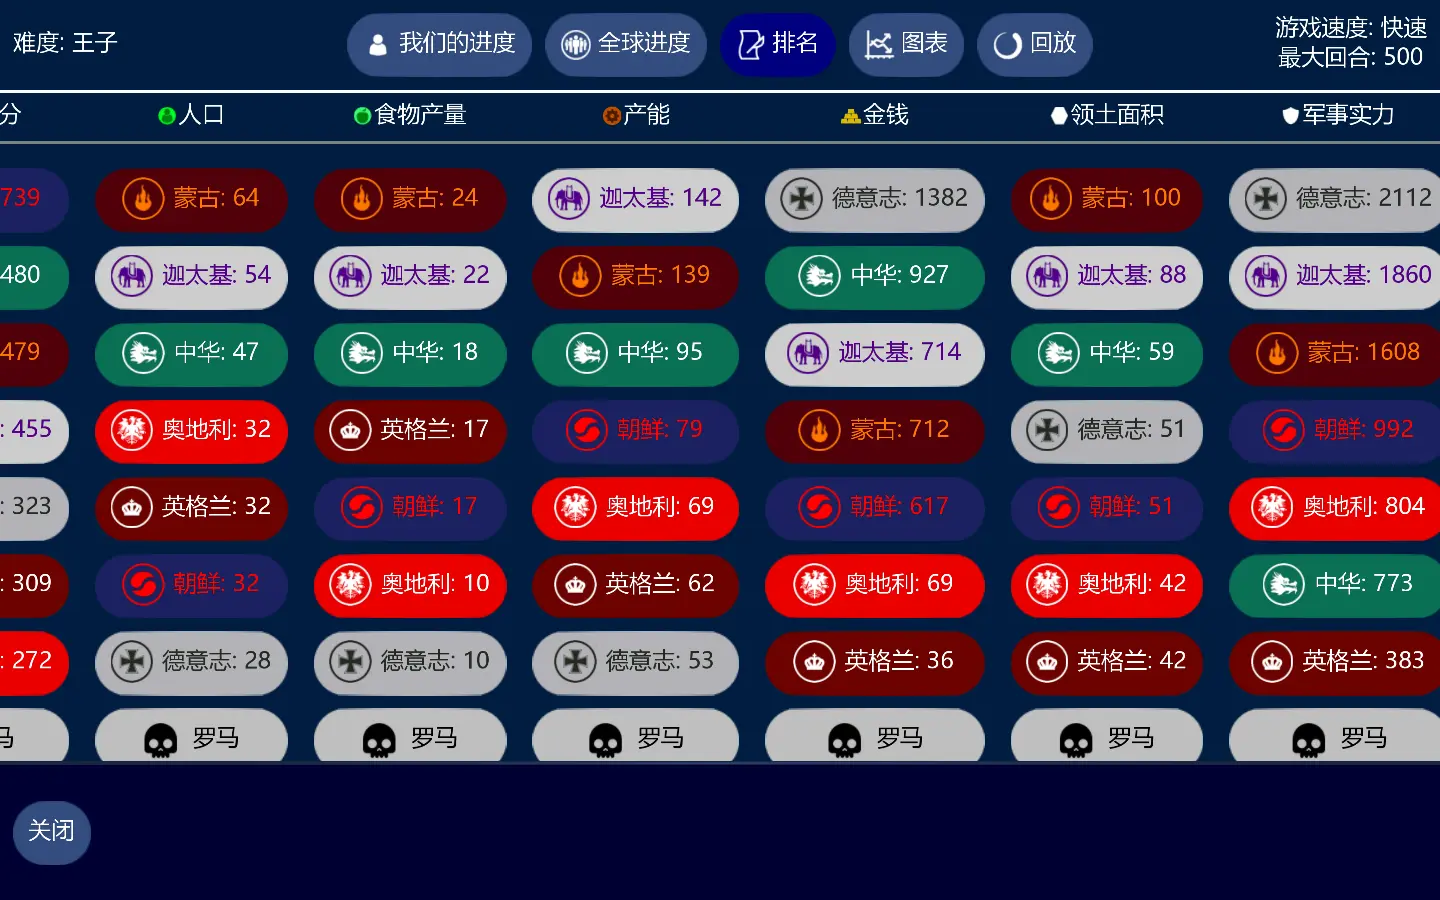 难度: 王子
我们的进度
全球进度
排名
图表
回放
游戏速度: 快速
最大回合: 500
分
人口
食物产量
产能
金钱
领土面积
军事实力
739
蒙古: 64
蒙古: 24
迦太基: 142
德意志: 1382
蒙古: 100
德意志: 2112
480
迦太基: 54
迦太基: 22
蒙古: 139
中华: 927
迦太基: 88
迦太基: 1860
479
中华: 47
中华: 18
中华: 95
迦太基: 714
中华: 59
蒙古: 1608
: 455
奥地利: 32
英格兰: 17
朝鲜: 79
蒙古: 712
德意志: 51
朝鲜: 992
: 323
英格兰: 32
朝鲜: 17
奥地利: 69
朝鲜: 617
朝鲜: 51
奥地利: 804
: 309
朝鲜: 32
奥地利: 10
英格兰: 62
奥地利: 69
奥地利: 42
中华: 773
: 272
德意志: 28
德意志: 10
德意志: 53
英格兰: 36
英格兰: 42
英格兰: 383
马
罗马
罗马
罗马
罗马
罗马
罗马
关闭